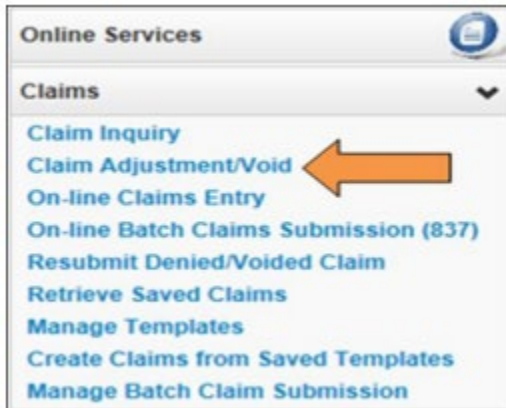 Online Services
Claims
Claim Inquiry
Claim Adjustment/Void
On-line Claims Entry
On-line Batch Claims Submission (837)
Resubmit Denied/Voided Claim
Retrieve Saved Claims
Manage Templates
Create Claims from Saved Templates
Manage Batch Claim Submission